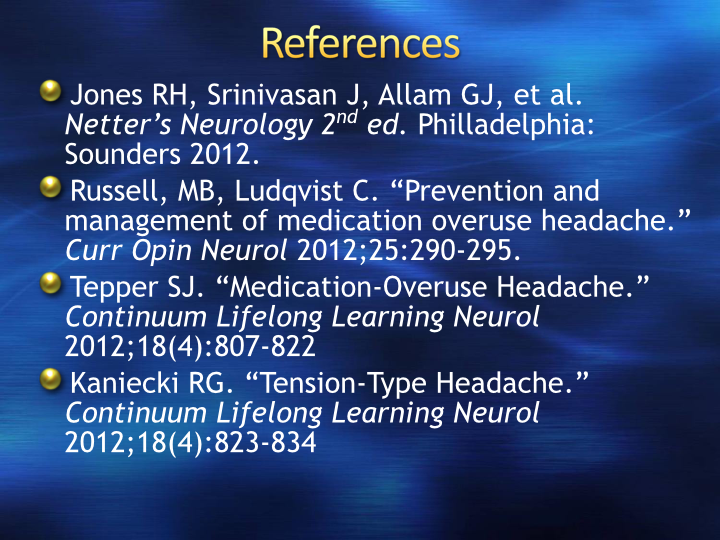 References
Jones RH, Srinivasan J, Allam GJ, et al.
Netter’s Neurology 2nd ed. Philladelphia:
Sounders 2012.
Russell, MB, Ludqvist C. “Prevention and
management of medication overuse headache.”
Curr Opin Neurol 2012;25:290-295.
Tepper SJ. “Medication-Overuse Headache.”
Continuum Lifelong Learning Neurol
2012;18(4):807-822
Kaniecki RG. “Tension-Type Headache.”
Continuum Lifelong Learning Neurol
2012;18(4):823-834